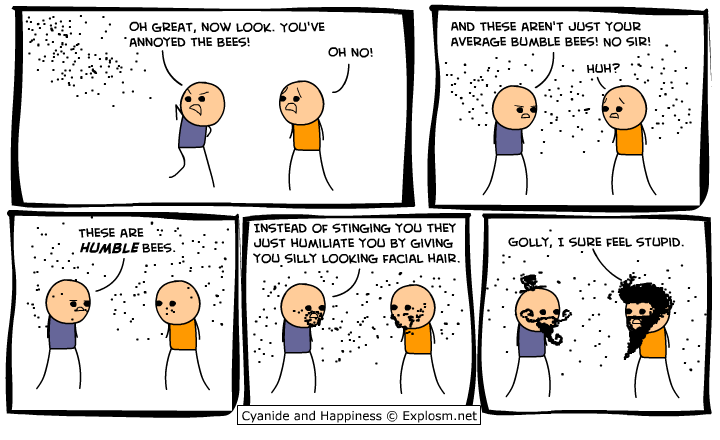 OH GREAT, NOW LOOK. YOU'VE
ANNOYED THE BEES!
OH NO!
AND THESE AREN'T JUST YOUR
AVERAGE BUMBLE BEES! NO SIR!
HUH?
THESE ARE
HUMBLE BEES.
INSTEAD OF STINGING YOU THEY
JUST HUMILIATE YOU BY GIVING
YOU SILLY LOOKING FACIAL HAIR.
GOLLY, I SURE FEEL STUPID.
Cyanide and Happiness © Explosm.net